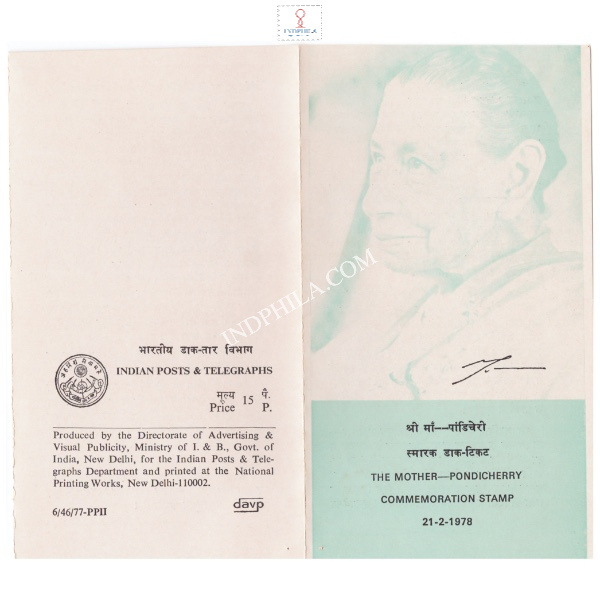 INDPHILA
भारतीय डाक-तार विभाग
INDIAN POSTS & TELEGRAPHS
मूल्य 15 पै.
Price P.
Produced by the Directorate of Advertising &
Visual Publicity, Ministry of I. & B., Govt. of
India, New Delhi, for the Indian Posts & Tele-
graphs Department and printed at the National
Printing Works, New Delhi-110002.
6/46/77-PPII
davp
INDPHILA.COM
श्री माँ—पांडिचेरी
स्मारक डाक-टिकट
THE MOTHER—PONDICHERRY
COMMEMORATION STAMP
21-2-1978